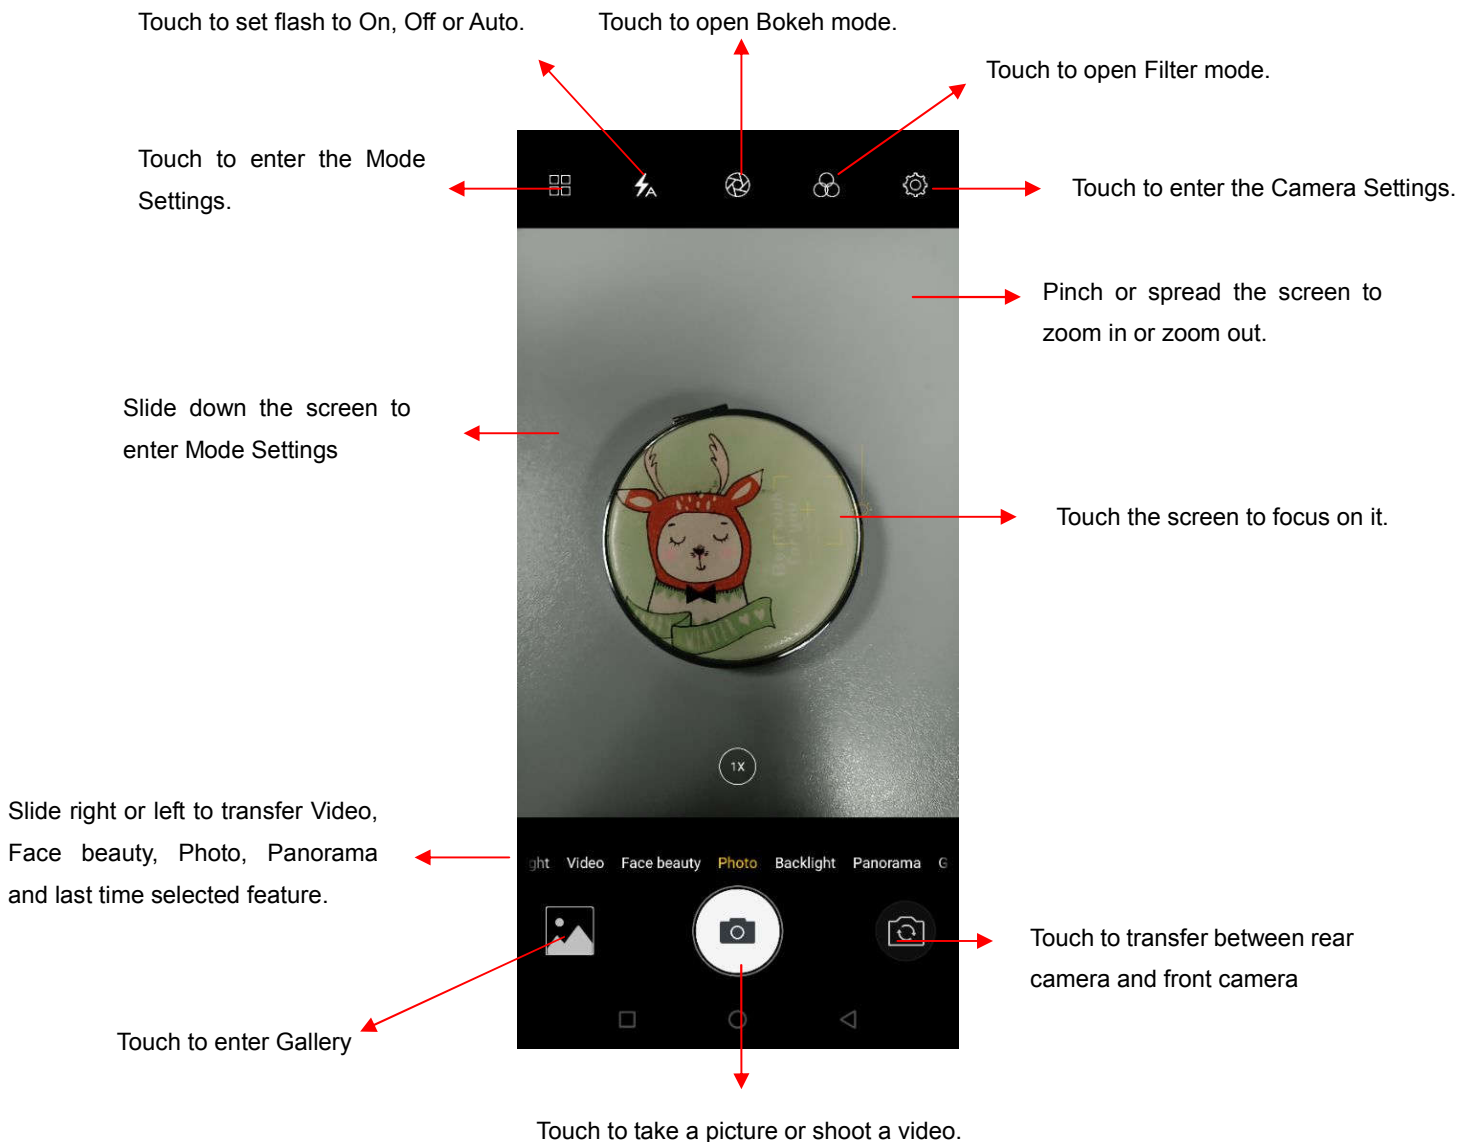 Touch to set flash to On, Off or Auto.
Touch to open Bokeh mode.
Touch to open Filter mode.
Touch to enter the Mode
Settings.
A
Touch to enter the Camera Settings.
Pinch or spread the screen to
zoom in or zoom out.
Slide down the screen to
enter Mode Settings
Touch the screen to focus on it.
1X
Slide right or left to transfer Video,
Face beauty, Photo, Panorama
and last time selected feature.
ght Video Face beauty Photo Backlight Panorama G
Touch to transfer between rear
camera and front camera
Touch to enter Gallery
Touch to take a picture or shoot a video.